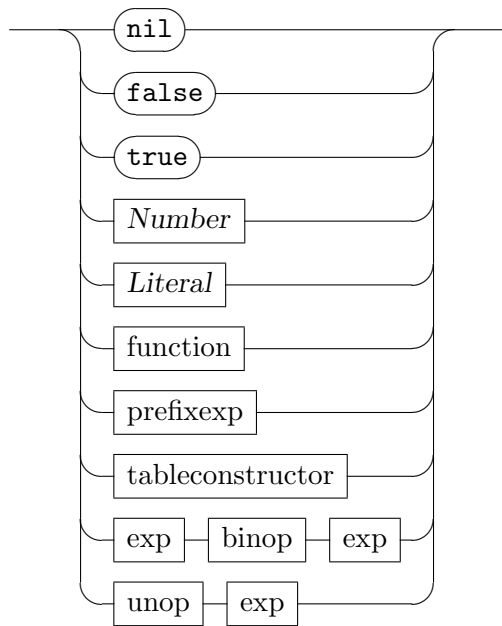 nil
false
true
Number
Literal
function
prefixexp
tableconstructor
exp binop exp
unop exp